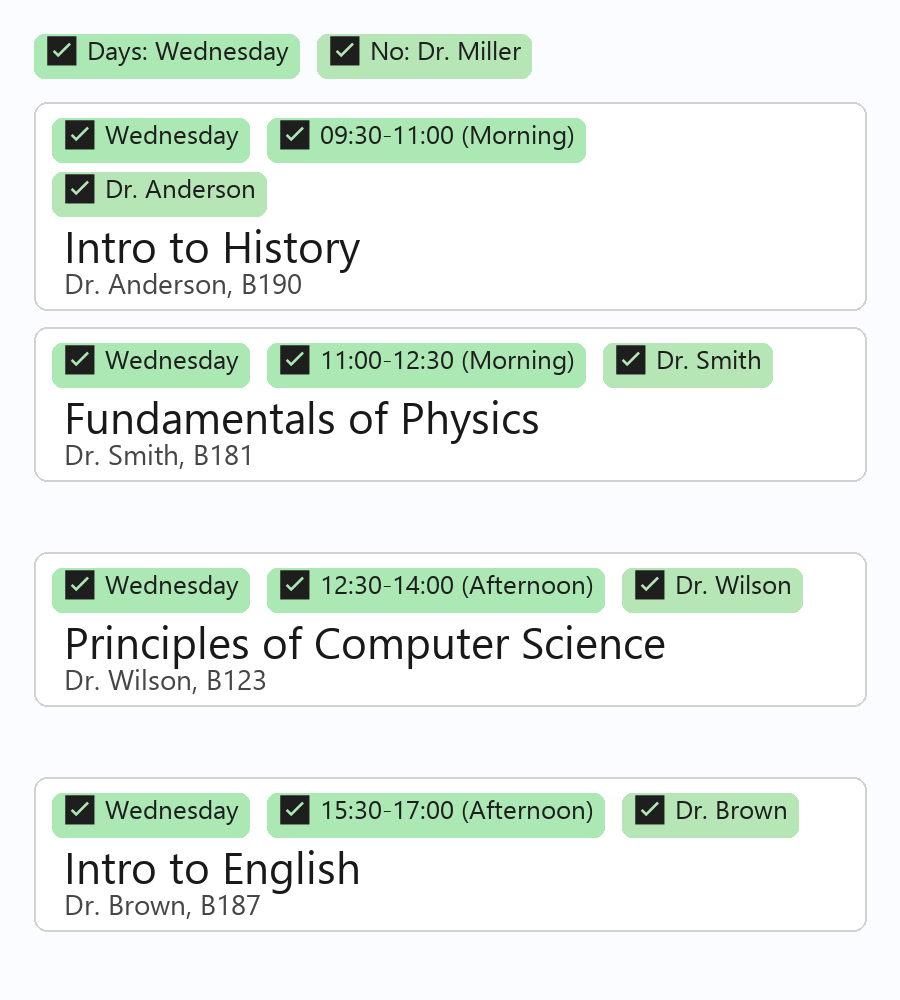 Days: Wednesday No: Dr. Miller
Wednesday 09:30-11:00 (Morning)
Dr. Anderson
Intro to History
Dr. Anderson, B190
Wednesday 11:00-12:30 (Morning) Dr. Smith
Fundamentals of Physics
Dr. Smith, B181
Wednesday 12:30-14:00 (Afternoon) Dr. Wilson
Principles of Computer Science
Dr. Wilson, B123
Wednesday 15:30-17:00 (Afternoon) Dr. Brown
Intro to English
Dr. Brown, B187